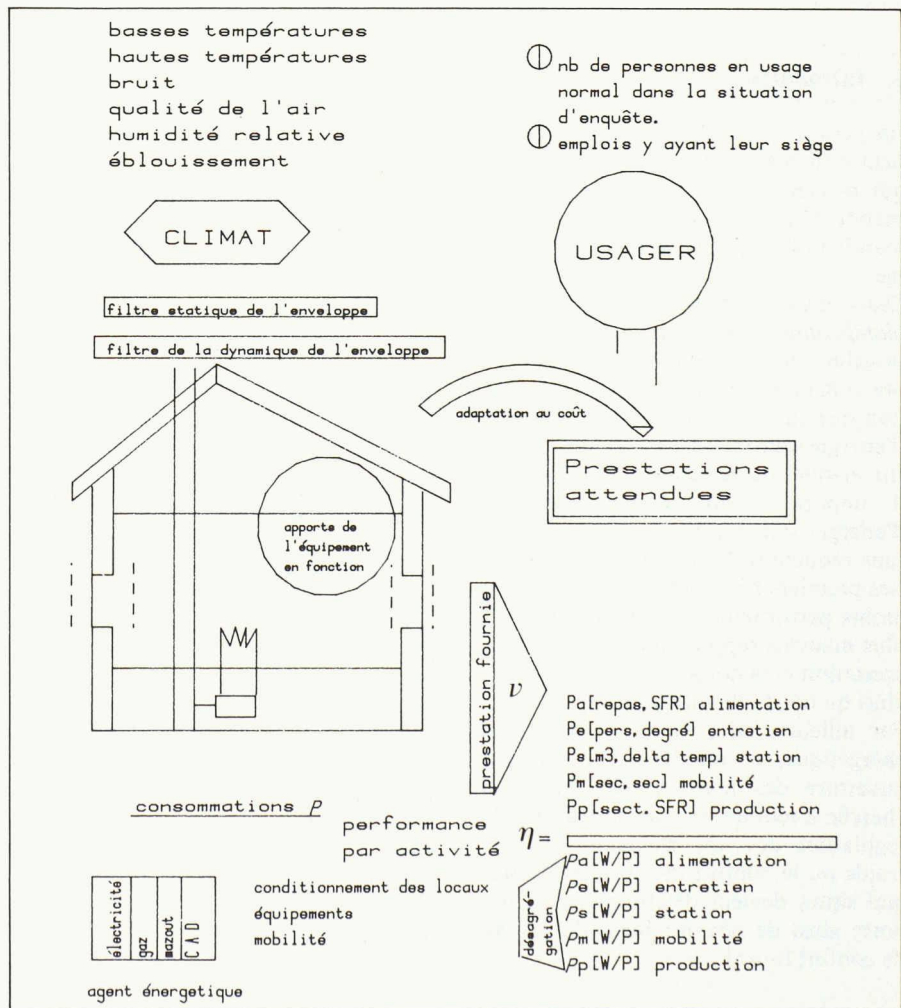 basses températures
hautes températures
bruit
qualité de l'air
humidité relative
éblouissement
nb de personnes en usage
normal dans la situation
d'enquête.
emplois y ayant leur siège
CLIMAT
USAGER
filtre statique de l'enveloppe
filtre de la dynamique de l'enveloppe
adaptation au coût
Prestations
attendues
apporte de
l'équipement
en fonction
prestation fournie
ν
Pa[repas, SFR] alimentation
Pe[pers, degré] entretien
Ps[m3, delta temp] station
Pm[sec, sec] mobilité
Pp[sect. SFR] production
η =
Pa[W/P] alimentation
Pe[W/P] entretien
Ps[W/P] station
Pm[W/P] mobilité
Pp[W/P] production
désagré-
gation
consommations P
performance
par activité
conditionnement des locaux
équipements
mobilité
électricité
gaz
mazout
CAD
agent énergetique